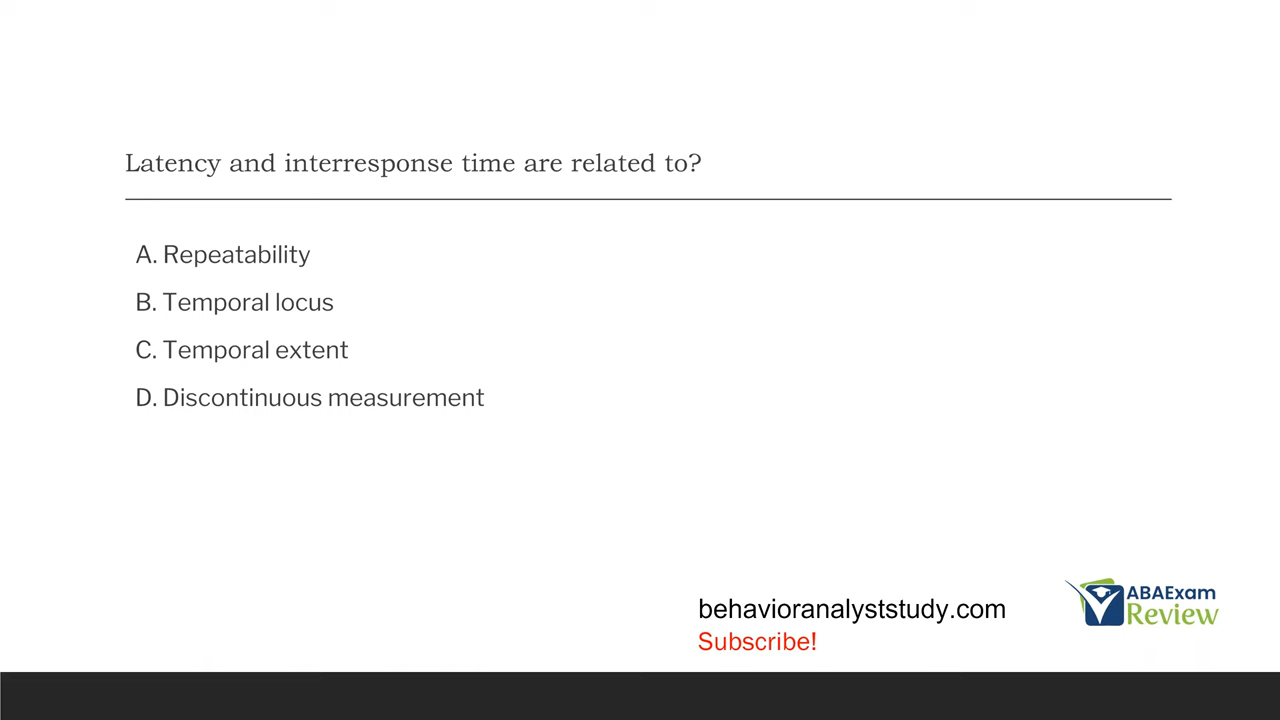 Latency and interresponse time are related to?
A. Repeatability
B. Temporal locus
C. Temporal extent
D. Discontinuous measurement
behavioranalyststudy.com
Subscribe!
ABAExam
Review